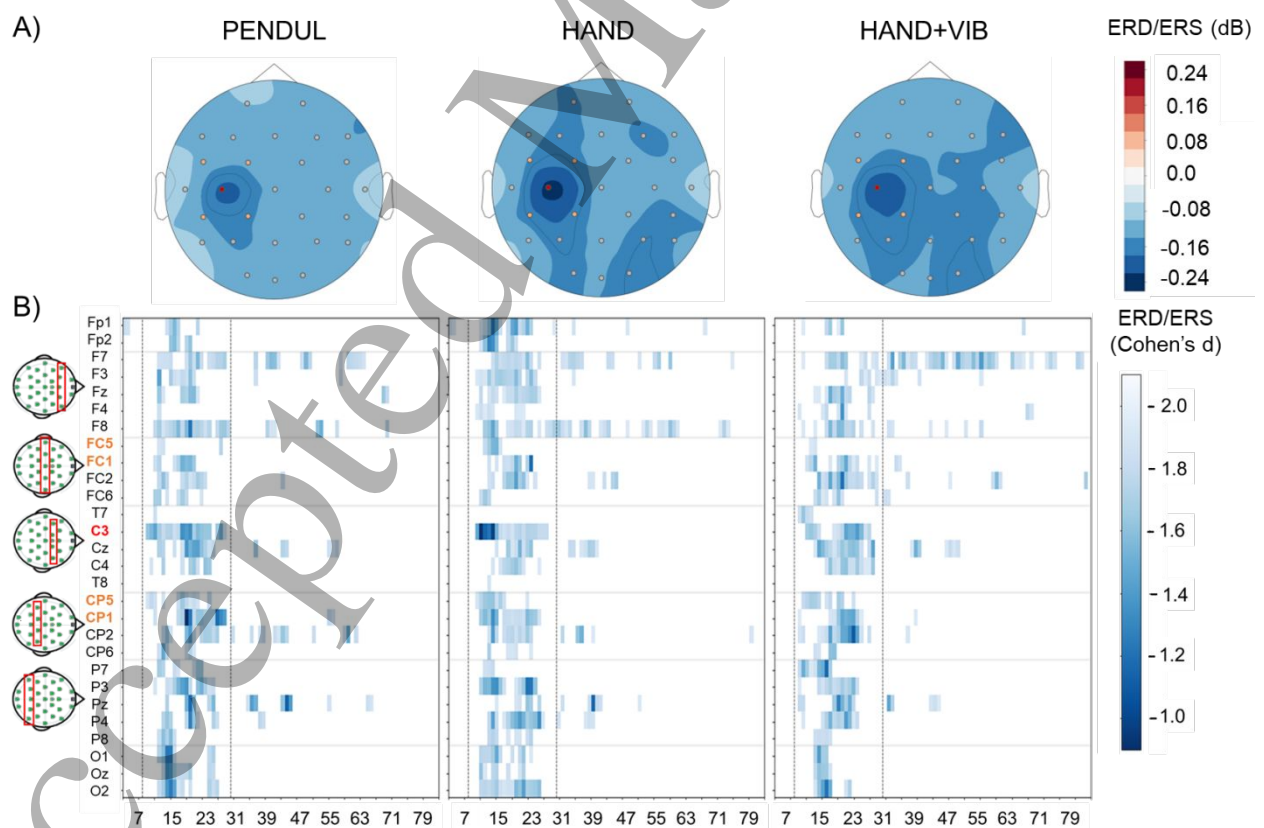 A)
PENDUL
HAND
HAND+VIB
ERD/ERS (dB)
0.24
0.16
0.08
0.0
-0.08
-0.16
-0.24
B)
Fp1
Fp2
F7
F3
Fz
F4
F8
FC5
FC1
FC2
FC6
T7
C3
Cz
C4
T8
CP5
CP1
CP2
CP6
P7
P3
Pz
P4
P8
O1
Oz
O2
7 15 23 31 39 47 55 63 71 79
7 15 23 31 39 47 55 63 71 79
7 15 23 31 39 47 55 63 71 79
ERD/ERS
(Cohen's d)
- 2.0
- 1.8
- 1.6
- 1.4
- 1.2
- 1.0
ccepted Ma